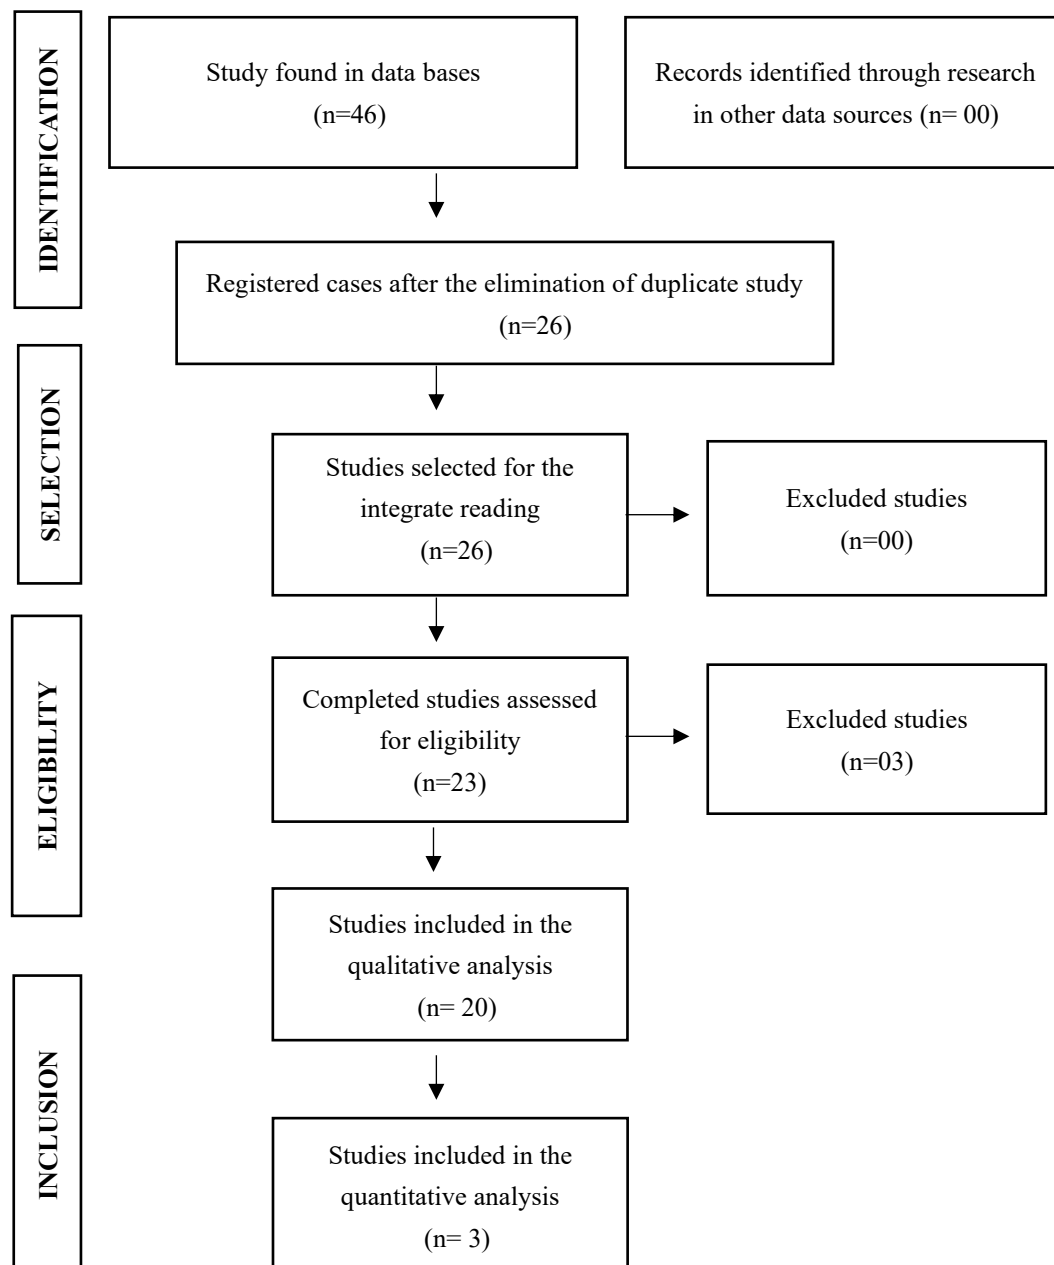 IDENTIFICATION
Study found in data bases
(n=46)
Records identified through research
in other data sources (n= 00)
Registered cases after the elimination of duplicate study
(n=26)
SELECTION
Studies selected for the
integrate reading
(n=26)
Excluded studies
(n=00)
ELIGIBILITY
Completed studies assessed
for eligibility
(n=23)
Excluded studies
(n=03)
Studies included in the
qualitative analysis
(n= 20)
INCLUSION
Studies included in the
quantitative analysis
(n= 3)